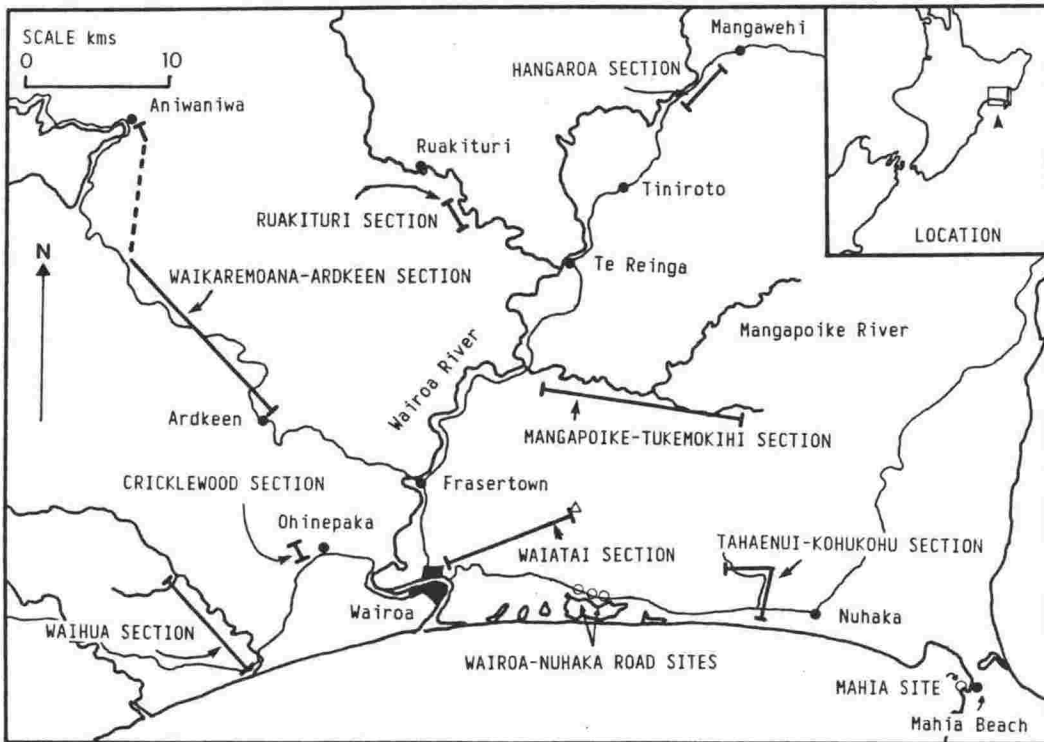 SCALE kms
0 10
Mangawehi
HANGAROA SECTION
Aniwaniwa
Ruakituri
Tiniroto
RUAKITURI SECTION
LOCATION
N
Te Reinga
WAIKAREMOANA-ARDKEEN SECTION
Mangapoike River
Wairoa River
Ardkeen
MANGAPOIKE-TUKEMOKIHI SECTION
CRICKLEWOOD SECTION
Frasertown
Ohinepaka
WAIATAI SECTION
TAHAENUI-KOHUKOHU SECTION
Wairoa
Nuhaka
WAIHUA SECTION
WAIROA-NUHAKA ROAD SITES
MAHIA SITE
Mahia Beach